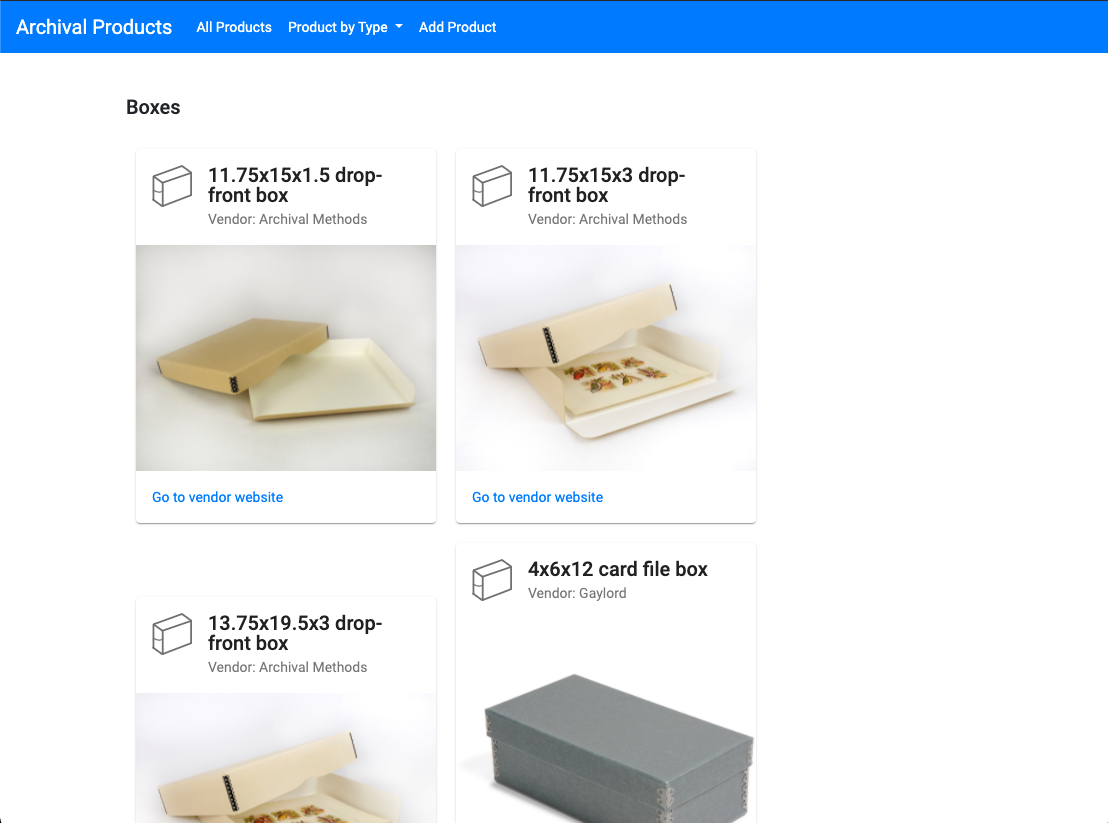 Archival Products All Products Product by Type Add Product
Boxes
11.75x15x1.5 drop-
front box
Vendor: Archival Methods
Go to vendor website
11.75x15x3 drop-
front box
Vendor: Archival Methods
Go to vendor website
13.75x19.5x3 drop-
front box
Vendor: Archival Methods
4x6x12 card file box
Vendor: Gaylord